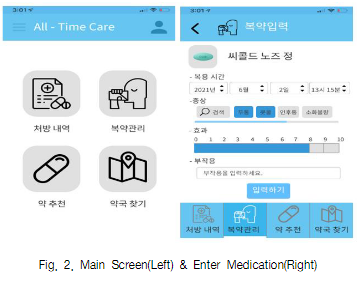 3:01
All - Time Care
처방 내역
복약관리
약 추천
약국 찾기
3:01
복약입력
씨콜드 노즈 정
- 복용 시간
2021년 6월 2일 13시 15분
-증상
검색 두통 인후통 소화불량
-효과
0 1 2 3 4 5 6 7 8 9 10
- 부작용
부작용을 입력하세요.
입력하기
처방 내역 복약관리 약 추천 약국 찾기
Fig. 2. Main Screen(Left) & Enter Medication(Right)